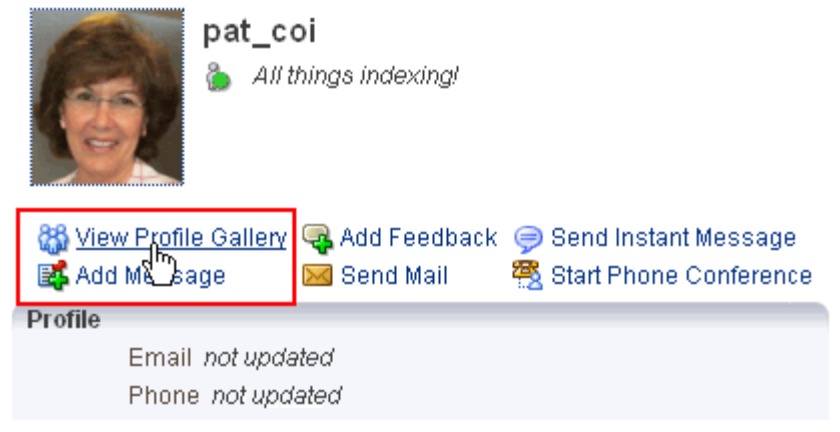 pat_coi
All things indexing!
View Profile Gallery Add Feedback Send Instant Message
Add Message Send Mail Start Phone Conference
Profile
Email not updated
Phone not updated